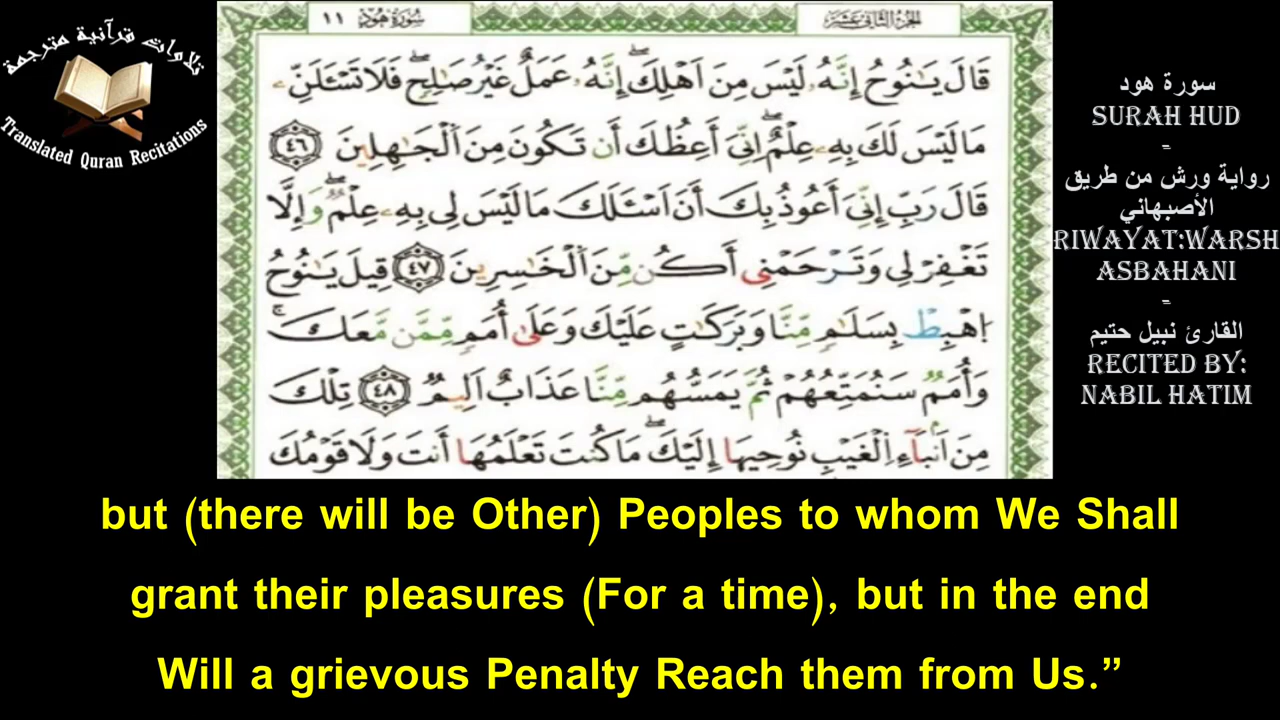 تلاوات قرآنية مترجمة
Translated Quran Recitations
سُورَةُ هُود ١١
الجزء الثاني عشر
قَالَ يَٰنُوحُ إِنَّهُۥ لَيْسَ مِنَ اَهْلِكَ إِنَّهُۥ عَمَلٌ غَيْرُ صَٰلِحٖ فَلَا تَسْـَٔلَنِّۦ
مَا لَيْسَ لَكَ بِهِۦ عِلْمٌ إِنِّىٓ أَعِظُكَ أَن تَكُونَ مِنَ اَ۬لْجَٰهِلِينَ ٤٦
قَالَ رَبِّ إِنِّىٓ أَعُوذُ بِكَ أَنَ اَسْـَٔلَكَ مَا لَيْسَ لِى بِهِۦ عِلْمٌ وَإِلَّا
تَغْفِرْ لِى وَتَرْحَمْنِىٓ أَكُن مِّنَ اَ۬لْخَٰسِرِينَ ٤٧ قِيلَ يَٰنُوحُ
اُ۪هْبِطْ بِسَلَٰمٖ مِّنَّا وَبَرَكَٰتٍ عَلَيْكَ وَعَلَىٰٓ أُمَمٖ مِّمَّن مَّعَكَ
وَأُمَمٞ سَنُمَتِّعُهُمْ ثُمَّ يَمَسُّهُم مِّنَّا عَذَابٌ اَلِيمٞ ٤٨ تِلْكَ
مِنَ اَنۢبَآءِ اِ۬لْغَيْبِ نُوحِيهَآ إِلَيْكَ مَا كُنتَ تَعْلَمُهَآ أَنتَ وَلَا قَوْمُكَ
سورة هود
SURAH HUD
-
رواية ورش من طريق
الأصبهاني
RIWAYAT:WARSH
ASBAHANI
-
القارئ نبيل حتيم
RECITED BY:
NABIL HATIM
but (there will be Other) Peoples to whom We Shall
grant their pleasures (For a time), but in the end
Will a grievous Penalty Reach them from Us.”